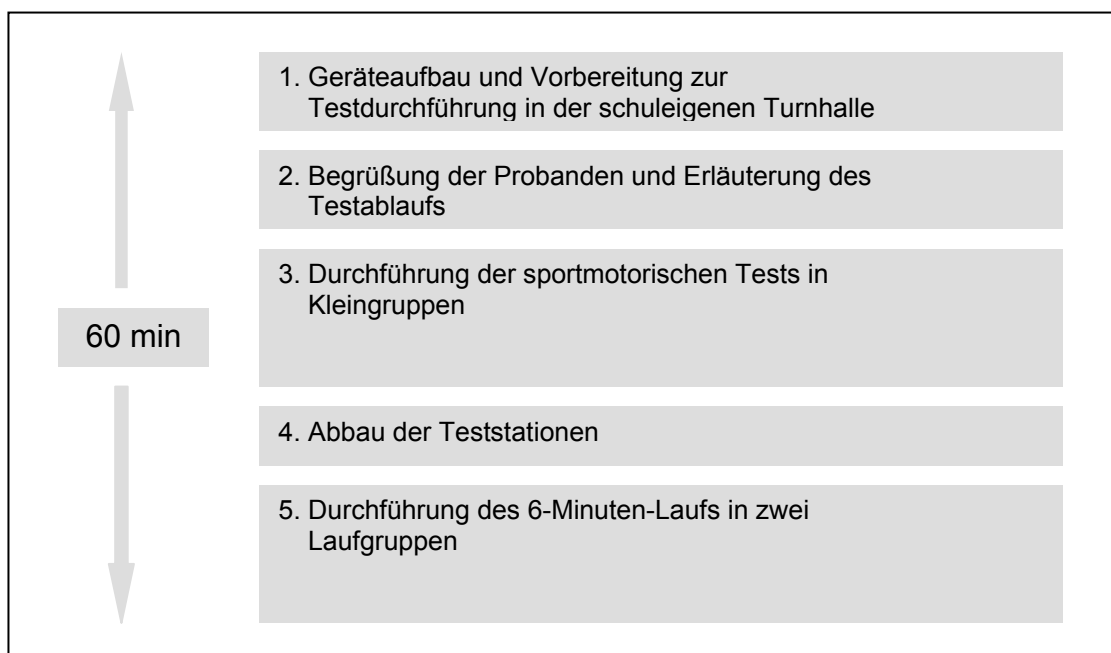 1. Geräteaufbau und Vorbereitung zur
Testdurchführung in der schuleigenen Turnhalle
2. Begrüßung der Probanden und Erläuterung des
Testablaufs
3. Durchführung der sportmotorischen Tests in
Kleingruppen
60 min
4. Abbau der Teststationen
5. Durchführung des 6-Minuten-Laufs in zwei
Laufgruppen